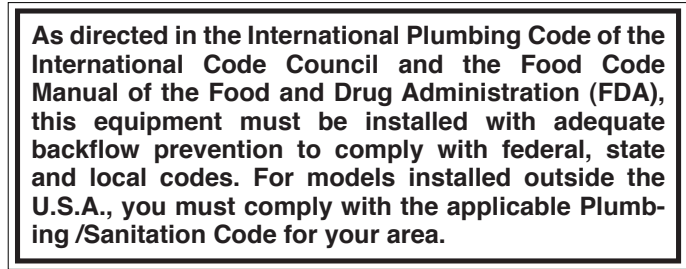 As directed in the International Plumbing Code of the
International Code Council and the Food Code
Manual of the Food and Drug Administration (FDA),
this equipment must be installed with adequate
backflow prevention to comply with federal, state
and local codes. For models installed outside the
U.S.A., you must comply with the applicable Plumb-
ing /Sanitation Code for your area.